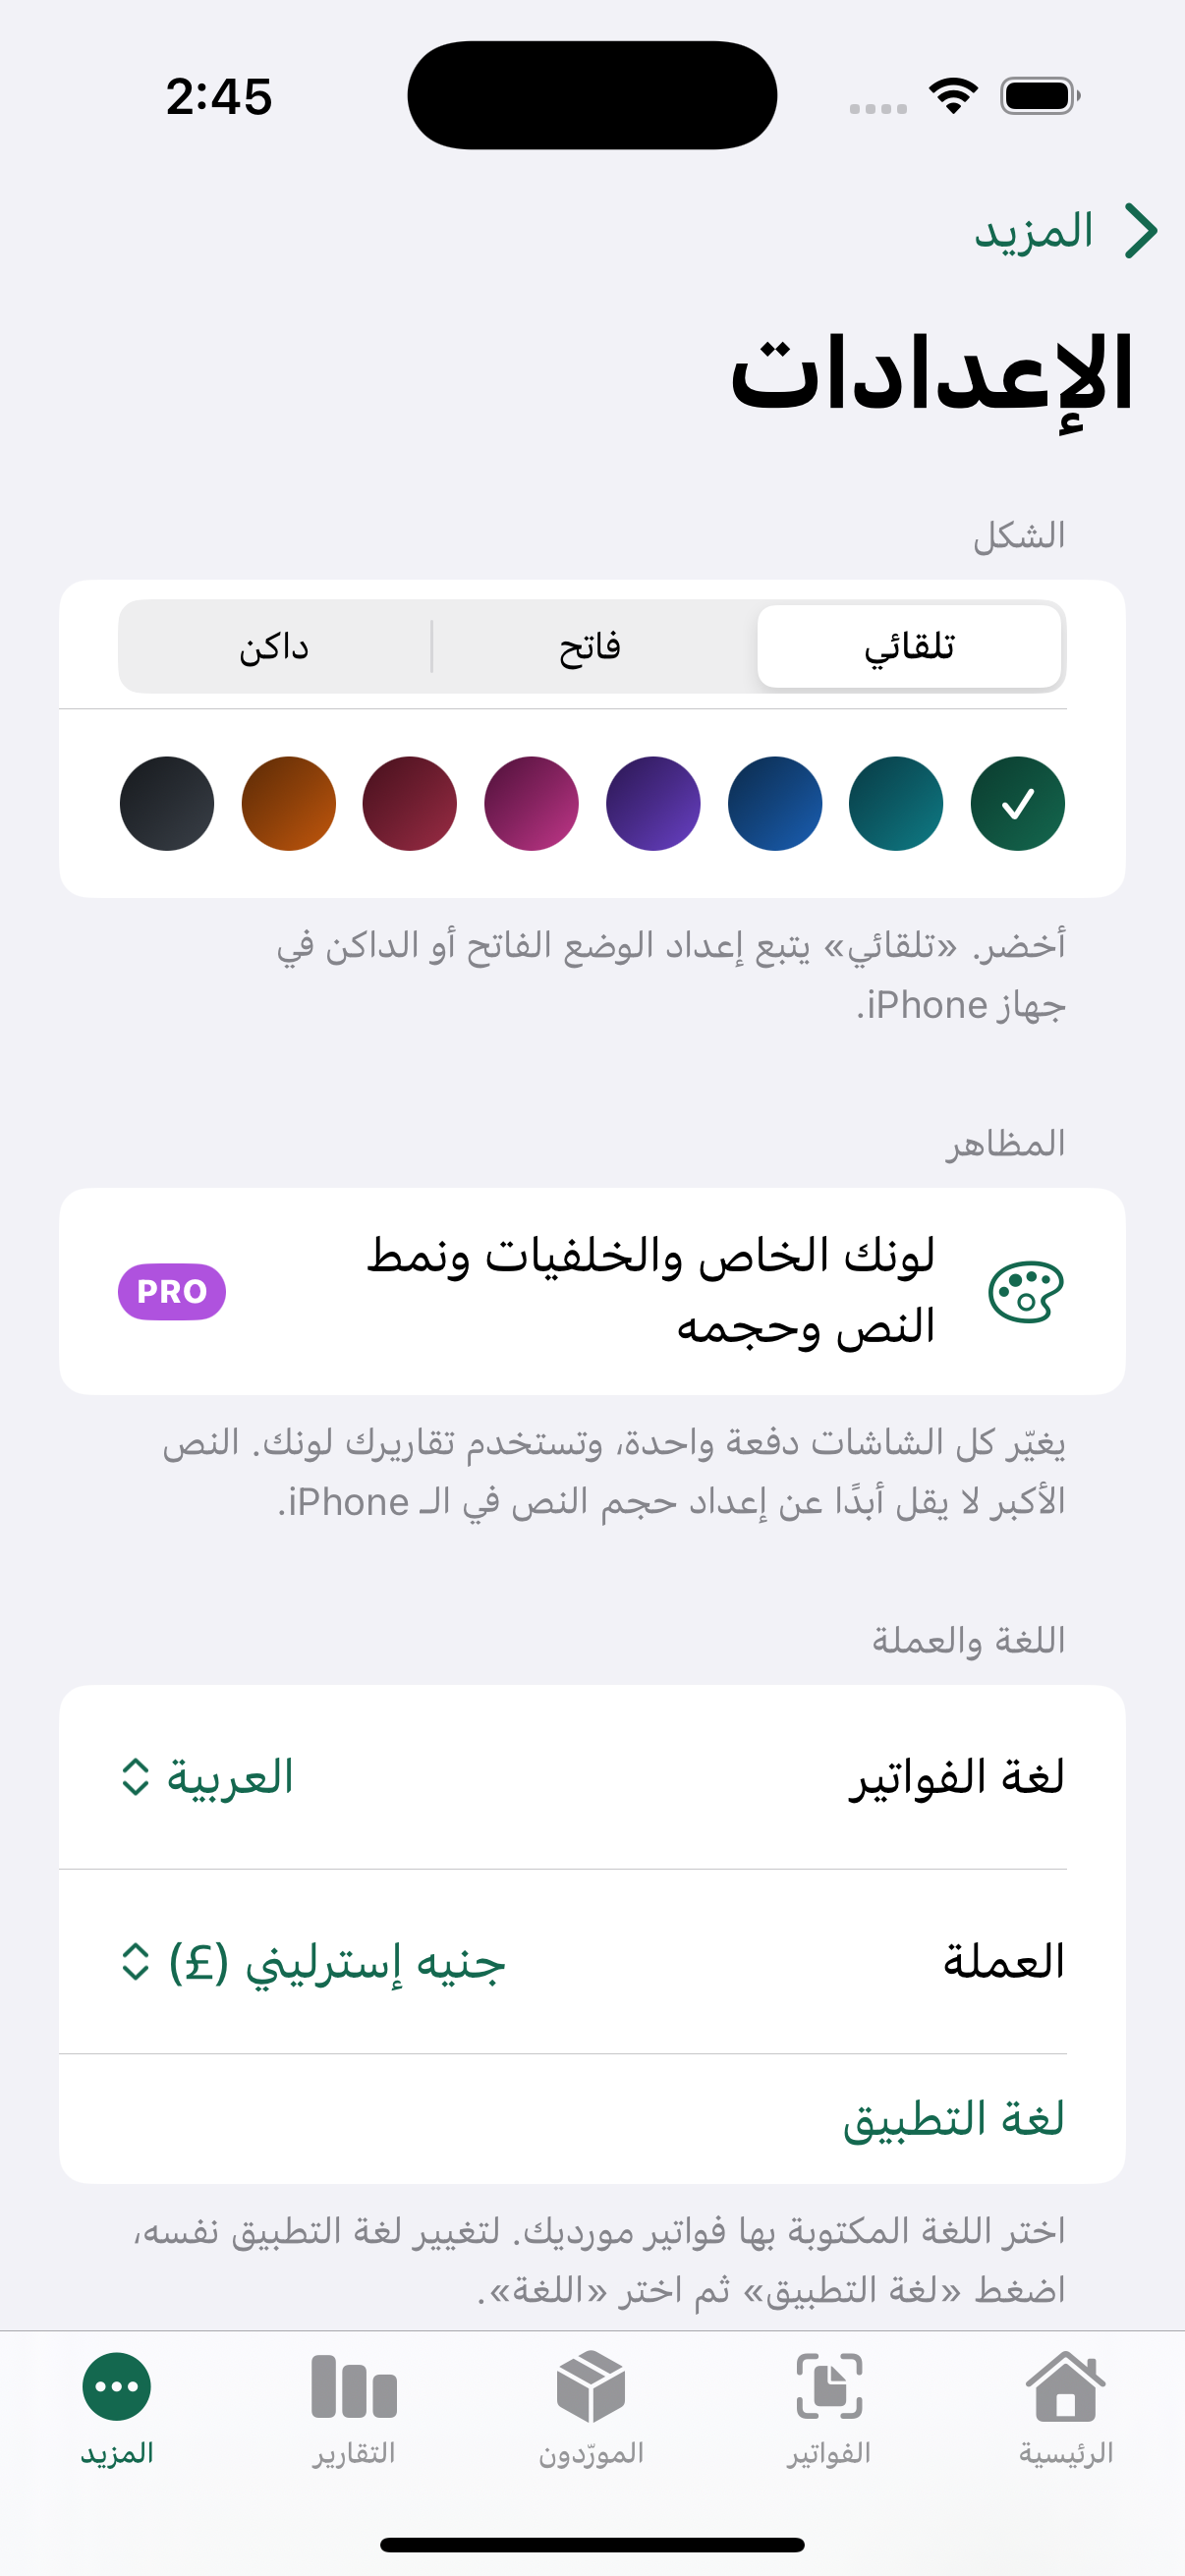 2:45
المزيد
الإعدادات
الشكل
تلقائي
فاتح
داكن
أخضر. «تلقائي» يتبع إعداد الوضع الفاتح أو الداكن في
جهاز iPhone.
المظاهر
لونك الخاص والخلفيات ونمط
النص وحجمه
PRO
يغيّر كل الشاشات دفعة واحدة، وتستخدم تقاريرك لونك. النص
الأكبر لا يقل أبدًا عن إعداد حجم النص في الـ iPhone.
اللغة والعملة
لغة الفواتير
العربية
العملة
جنيه إسترليني (£)
لغة التطبيق
اختر اللغة المكتوبة بها فواتير مورديك. لتغيير لغة التطبيق نفسه،
اضغط «لغة التطبيق» ثم اختر «اللغة».
الرئيسية
الفواتير
المورّدون
التقارير
المزيد